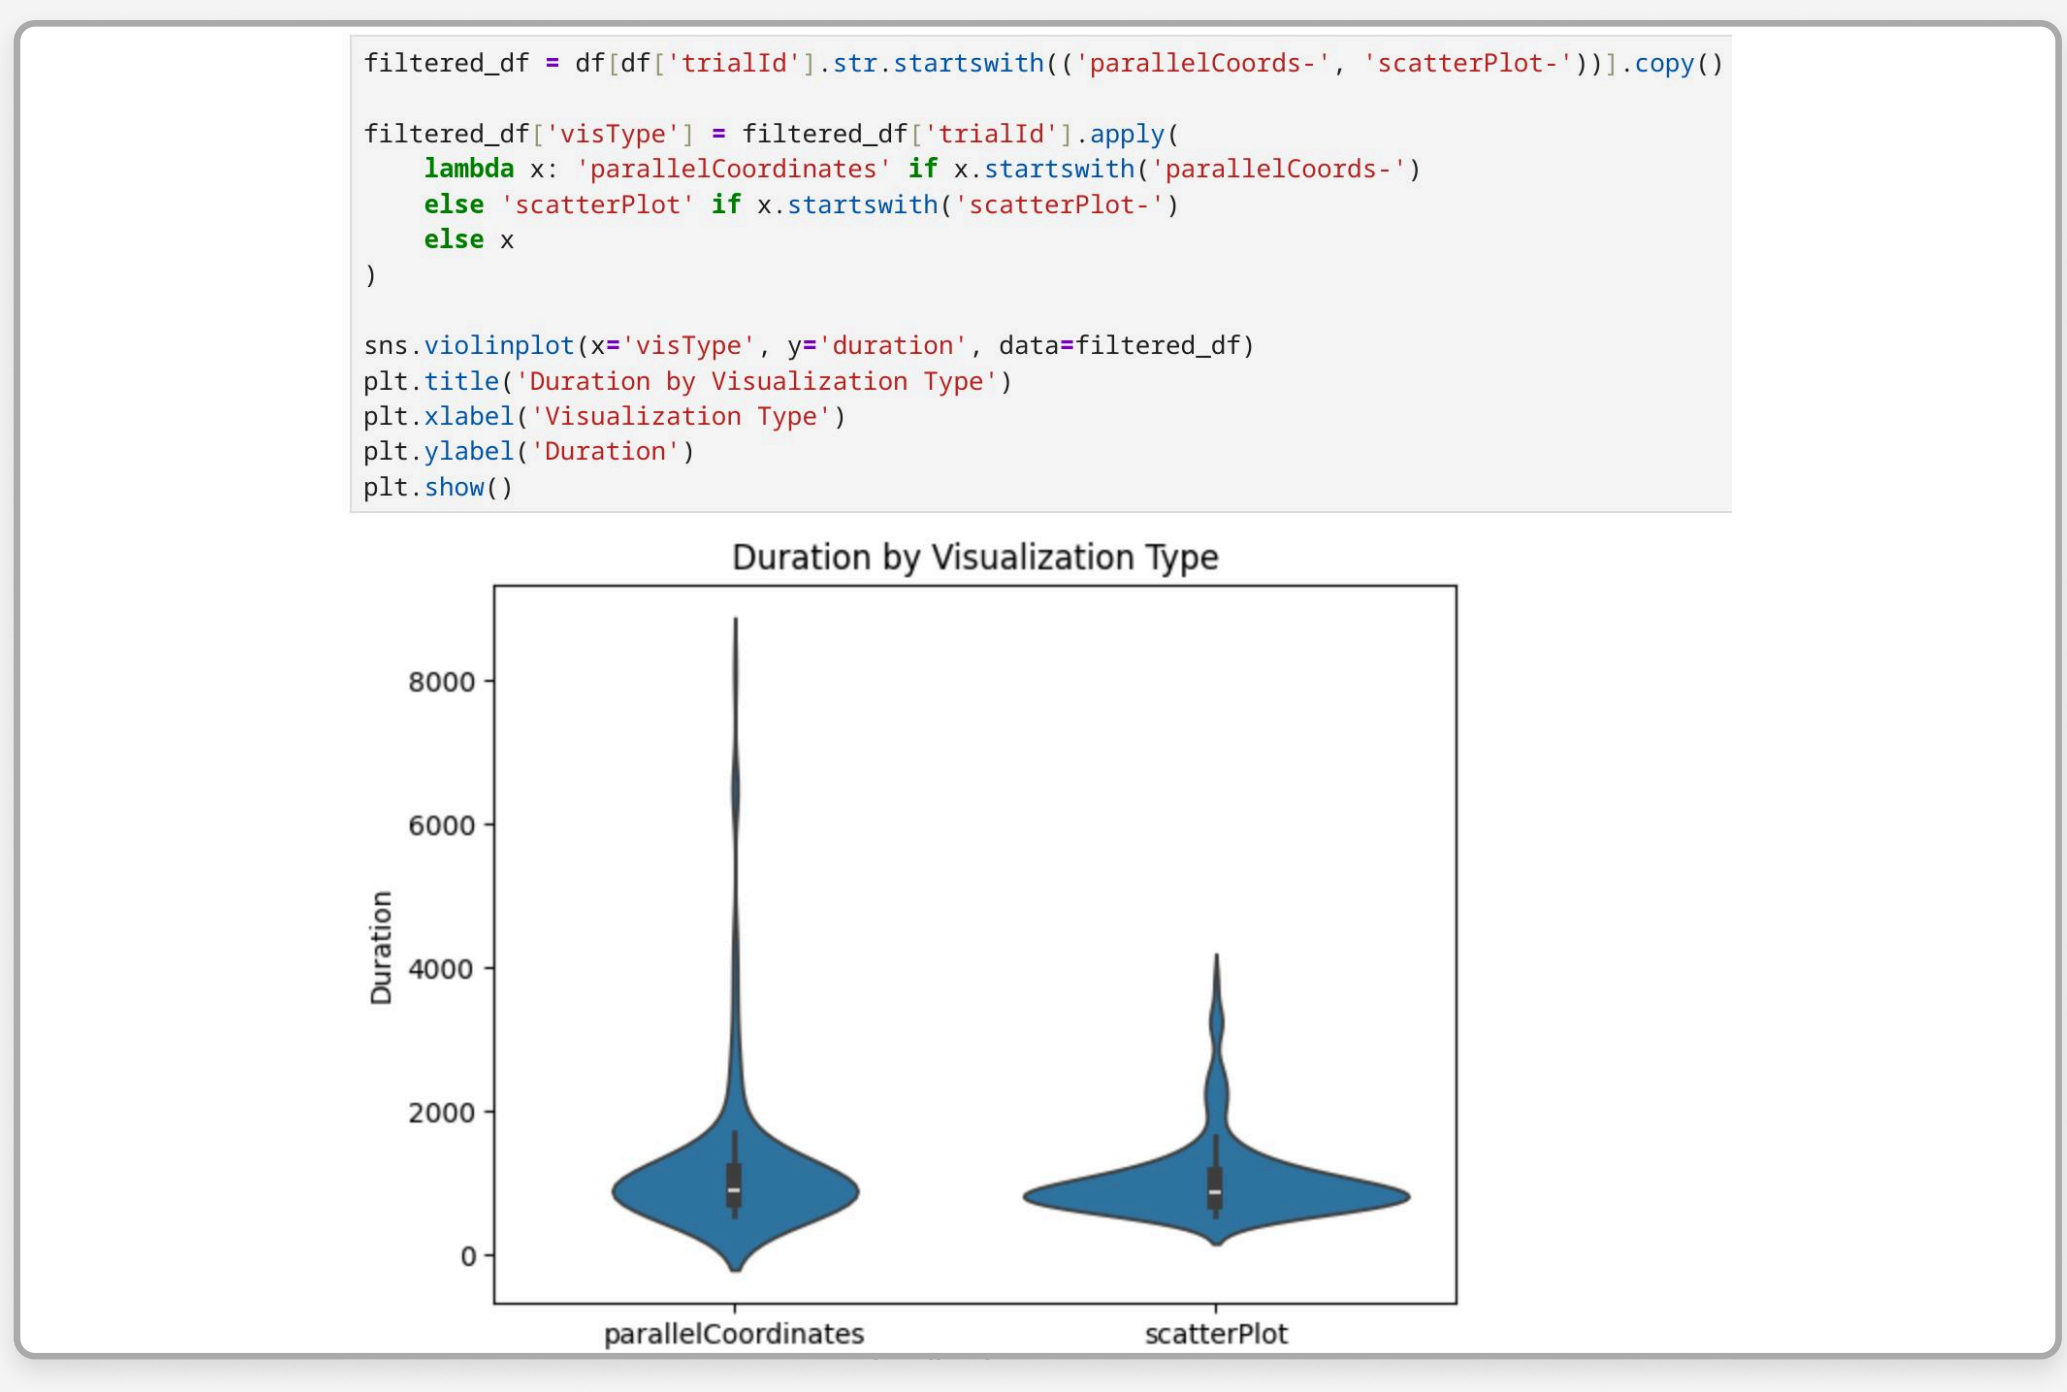 filtered_df = df[df['trialId'].str.startswith(('parallelCoords-', 'scatterPlot-'))].copy()
filtered_df['visType'] = filtered_df['trialId'].apply(
    lambda x: 'parallelCoordinates' if x.startswith('parallelCoords-')
    else 'scatterPlot' if x.startswith('scatterPlot-')
    else x
)
sns.violinplot(x='visType', y='duration', data=filtered_df)
plt.title('Duration by Visualization Type')
plt.xlabel('Visualization Type')
plt.ylabel('Duration')
plt.show()
Duration by Visualization Type
8000
6000
4000
2000
0
Duration
parallelCoordinates scatterPlot